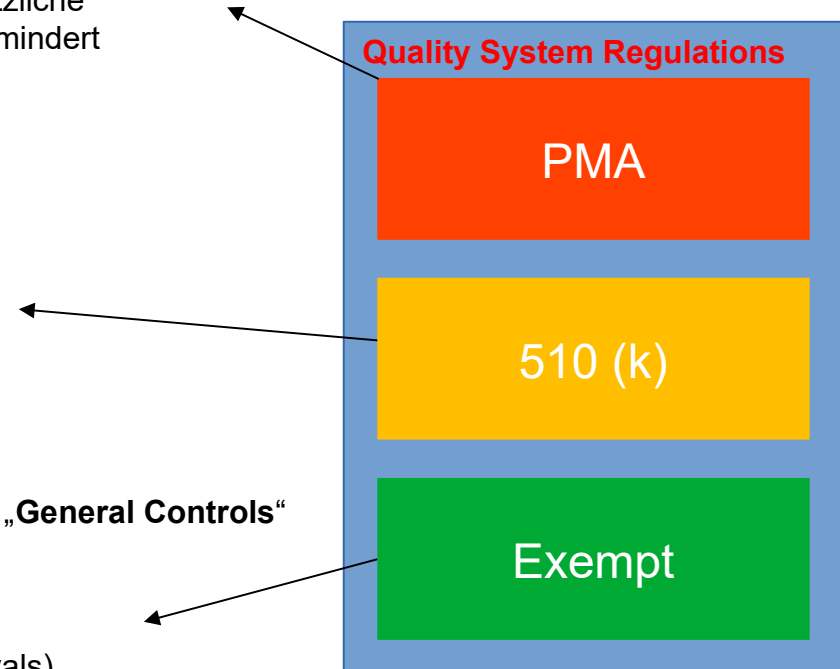 mindert
Quality System Regulations
PMA
510 (k)
„General Controls“
Exempt